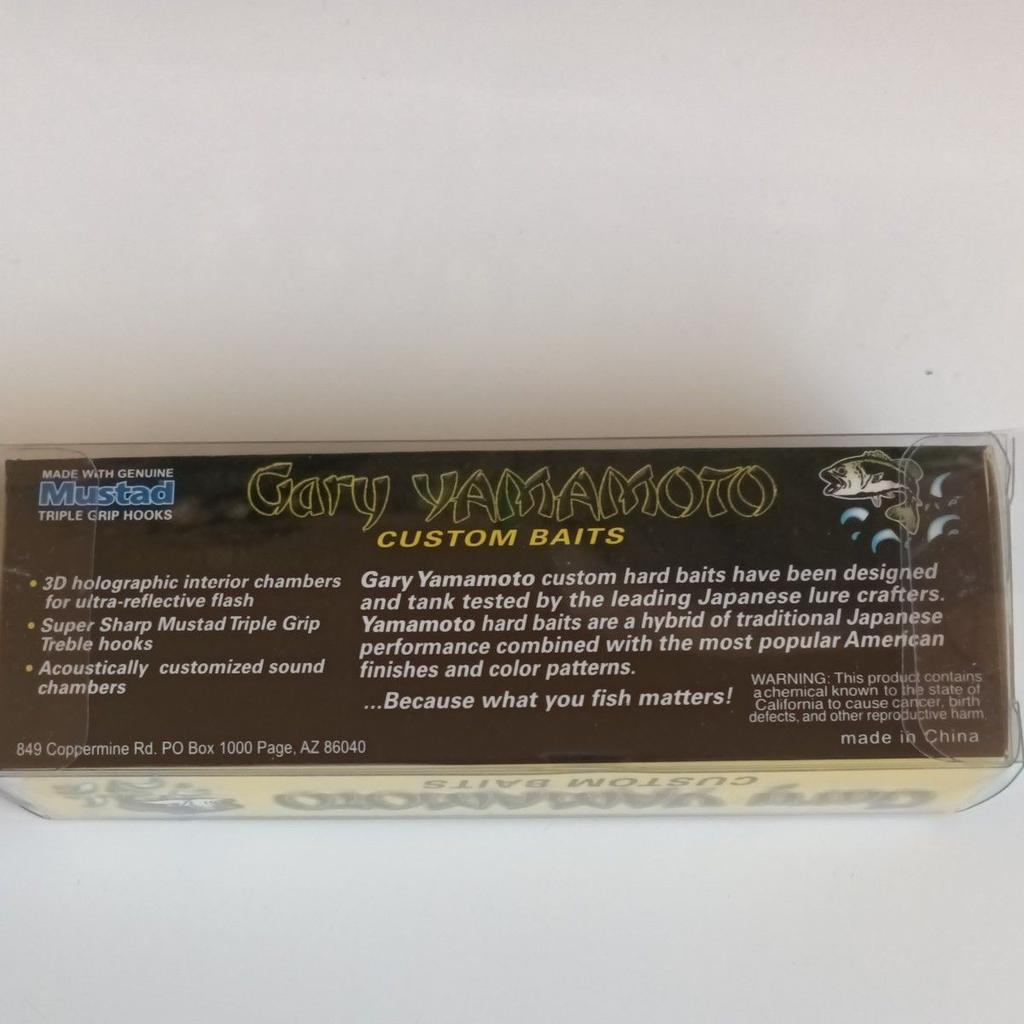 MADE WITH GENUINE
Mustad
TRIPLE GRIP HOOKS
Gary YAMAMOTO
CUSTOM BAITS
• 3D holographic interior chambers
for ultra-reflective flash
• Super Sharp Mustad Triple Grip
Treble hooks
• Acoustically customized sound
chambers
Gary Yamamoto custom hard baits have been designed
and tank tested by the leading Japanese lure crafters.
Yamamoto hard baits are a hybrid of traditional Japanese
performance combined with the most popular American
finishes and color patterns.
...Because what you fish matters!
WARNING: This product contains
a chemical known to the state of
California to cause cancer, birth
defects, and other reproductive harm.
849 Coppermine Rd. PO Box 1000 Page, AZ 86040
made in China
CUSTOM BAITS
Gary YAMAMOTO